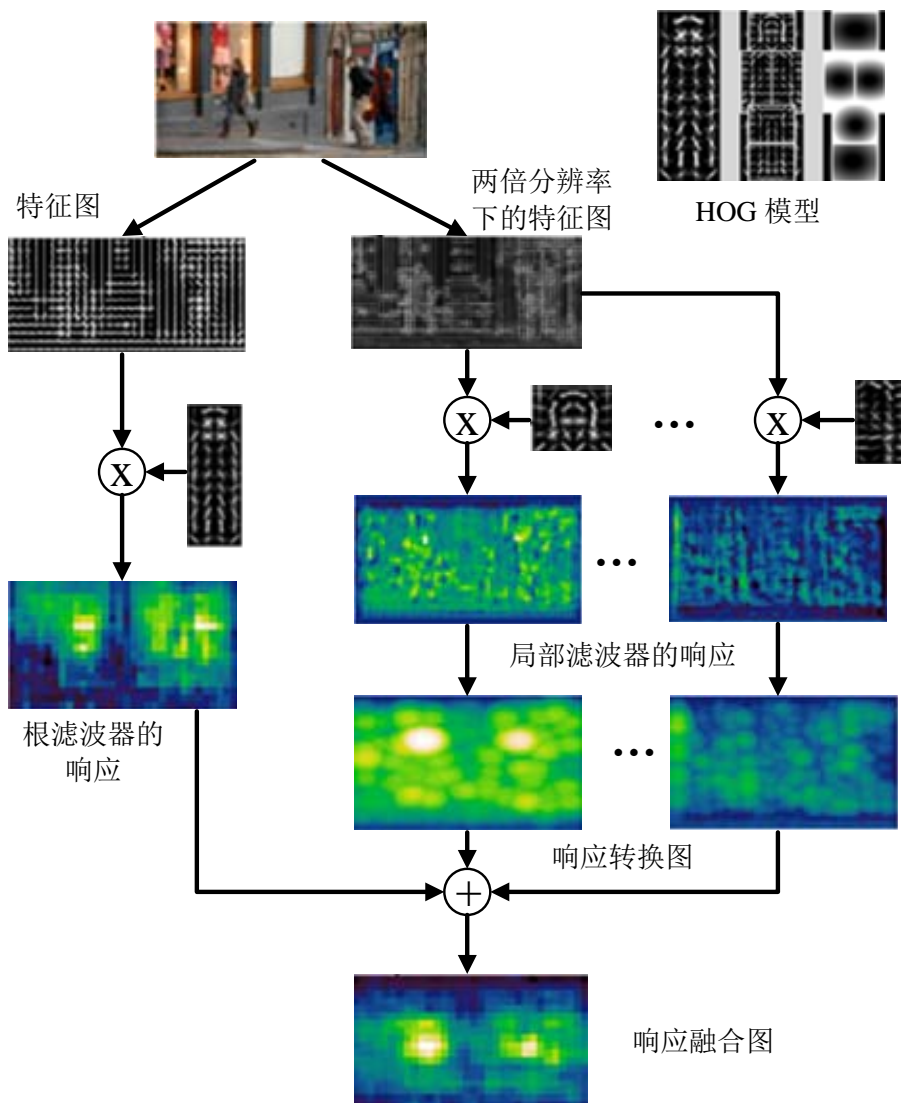 特征图
两倍分辨率
下的特征图
HOG 模型
X
X
…
X
…
局部滤波器的响应
根滤波器的
响应
…
响应转换图
+
响应融合图